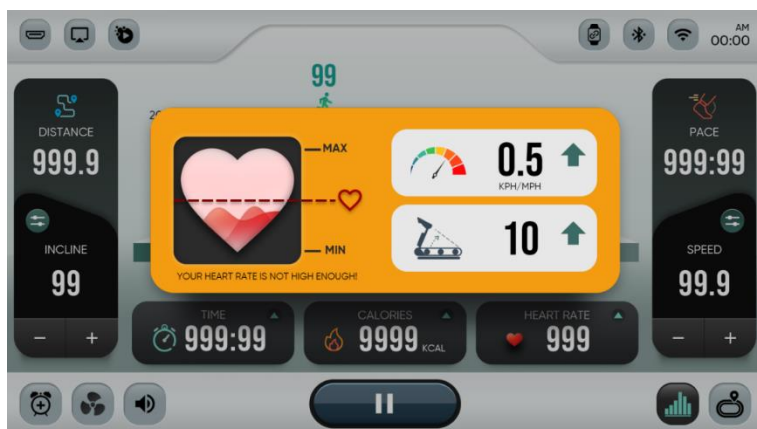 AM
00:00
99
DISTANCE
999.9
PACE
999:99
MAX
0.5
KPH/MPH
INCLINE
99
MIN
10
SPEED
99.9
YOUR HEART RATE IS NOT HIGH ENOUGH!
TIME
999:99
CALORIES
9999 KCAL
HEART RATE
999
- +
- +